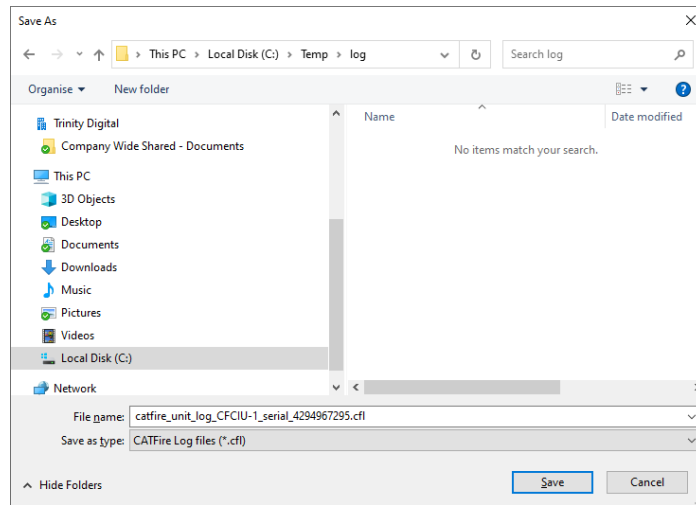 Save As
This PC > Local Disk (C:) > Temp > log
Search log
Organise
New folder
Name
Date modified
No items match your search.
Trinity Digital
Company Wide Shared - Documents
This PC
3D Objects
Desktop
Documents
Downloads
Music
Pictures
Videos
Local Disk (C:)
Network
File name: catfire_unit_log_CFCIU-1_serial_4294967295.cfl
Save as type: CATFire Log files (*.cfl)
Hide Folders
Save
Cancel